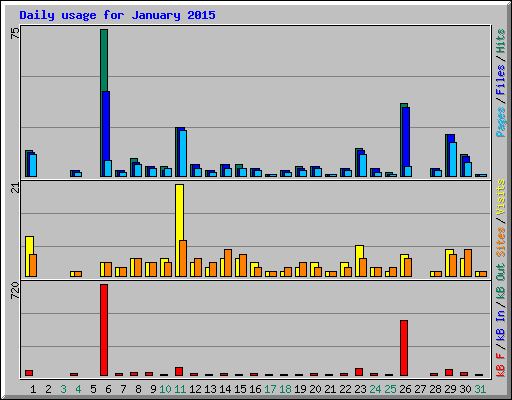 Daily usage for January 2015
75
Pages / Files / Hits
21
Sites / Visits
720
kB F / kB In / kB Out
1 2 3 4 5 6 7 8 9 10 11 12 13 14 15 16 17 18 19 20 21 22 23 24 25 26 27 28 29 30 31